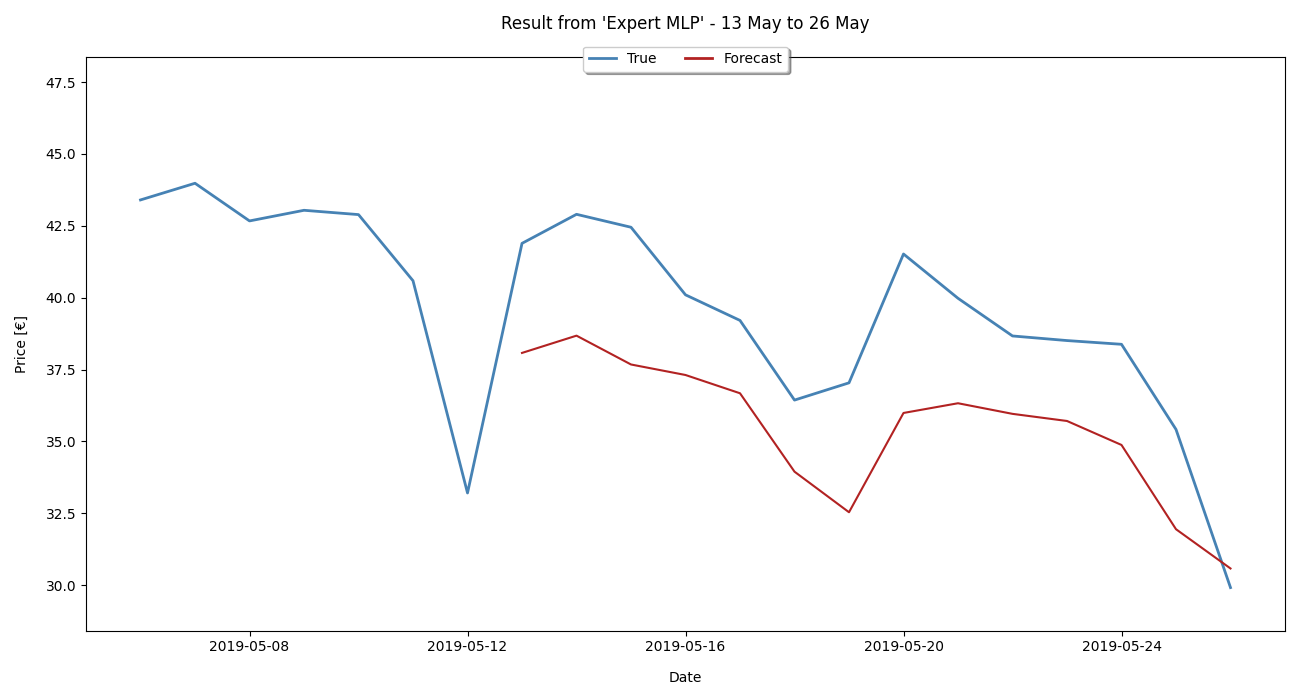 Result from 'Expert MLP' - 13 May to 26 May
True Forecast
47.5
45.0
42.5
40.0
37.5
35.0
32.5
30.0
Price [€]
2019-05-08 2019-05-12 2019-05-16 2019-05-20 2019-05-24
Date